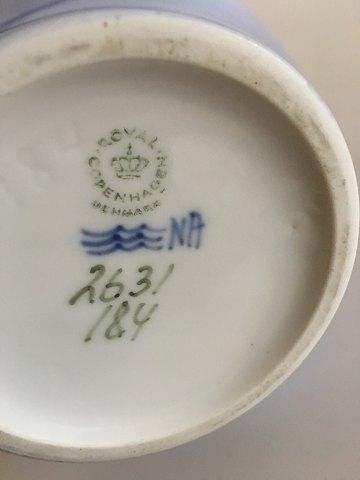 ROYAL
COPENHAGEN
DENMARK
NA
2631
184